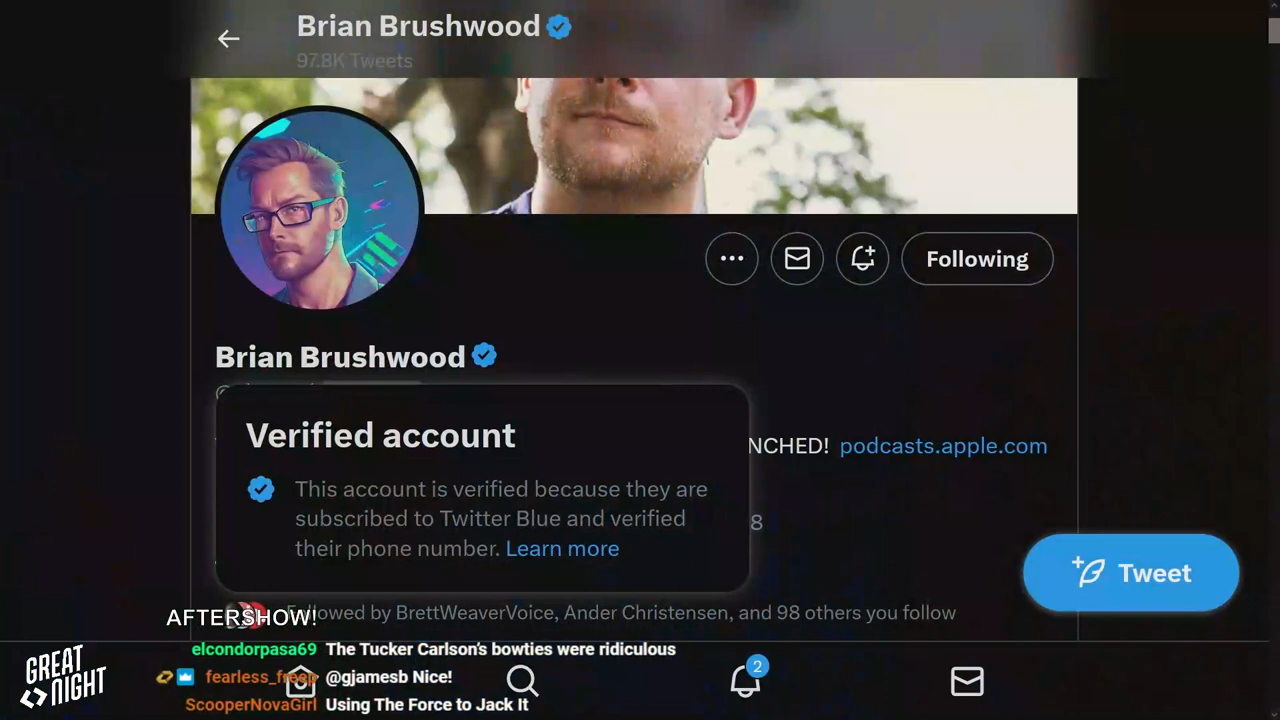 Brian Brushwood
97.8K Tweets
Following
Brian Brushwood
Verified account
This account is verified because they are
subscribed to Twitter Blue and verified
their phone number. Learn more
NCHED! podcasts.apple.com
8
Tweet
Followed by BrettWeaverVoice, Ander Christensen, and 98 others you follow
AFTERSHOW!
elcondorpasa69 The Tucker Carlson's bowties were ridiculous
fearless_freep @gjamesb Nice!
ScooperNovaGirl Using The Force to Jack It
2
GREAT
NIGHT